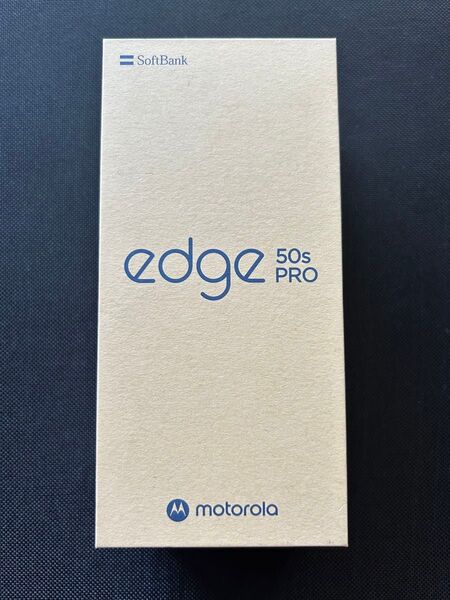 SoftBank
edge 50s
PRO
motorola